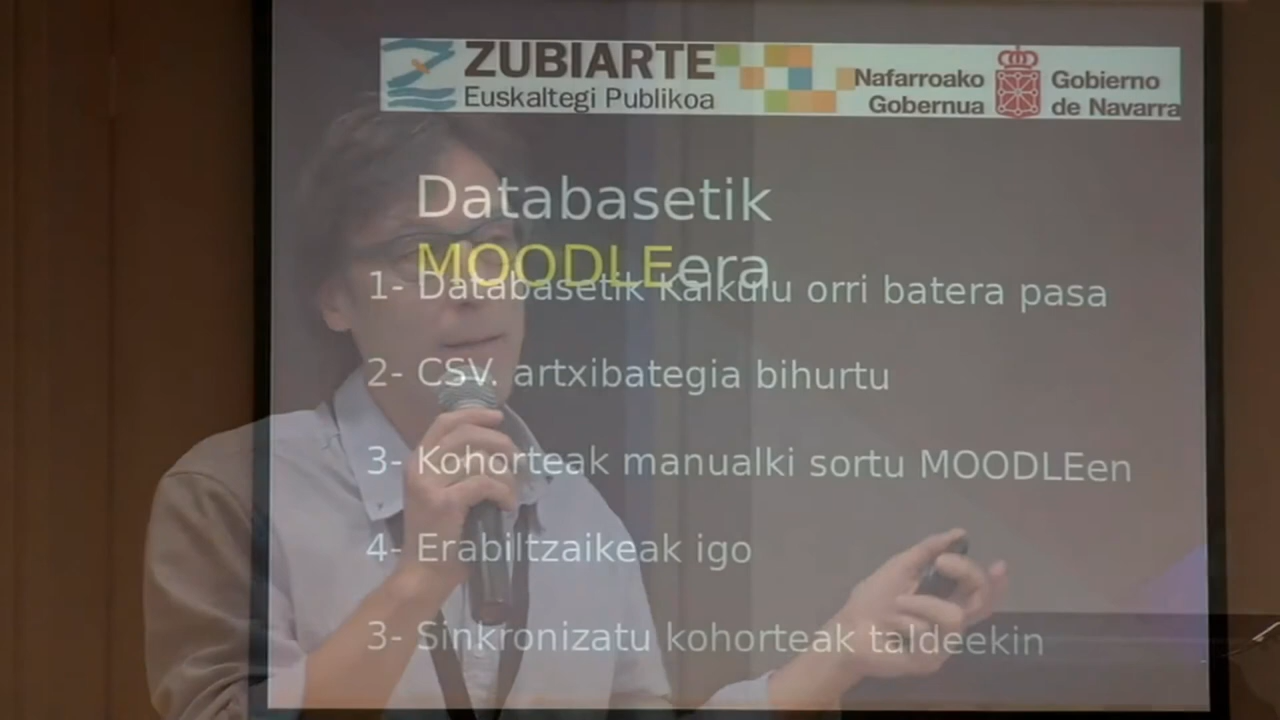 ZUBIARTE
Euskaltegi Publikoa
Nafarroako
Gobernua
Gobierno
de Navarra
Databasetik
MOODLEera
1- Databasetik Kalkulu orri batera pasa
2- CSV. artxibategia bihurtu
3- Kohorteak manualki sortu MOODLEen
4- Erabiltzaikeak igo
3- Sinkronizatu kohorteak taldeekin